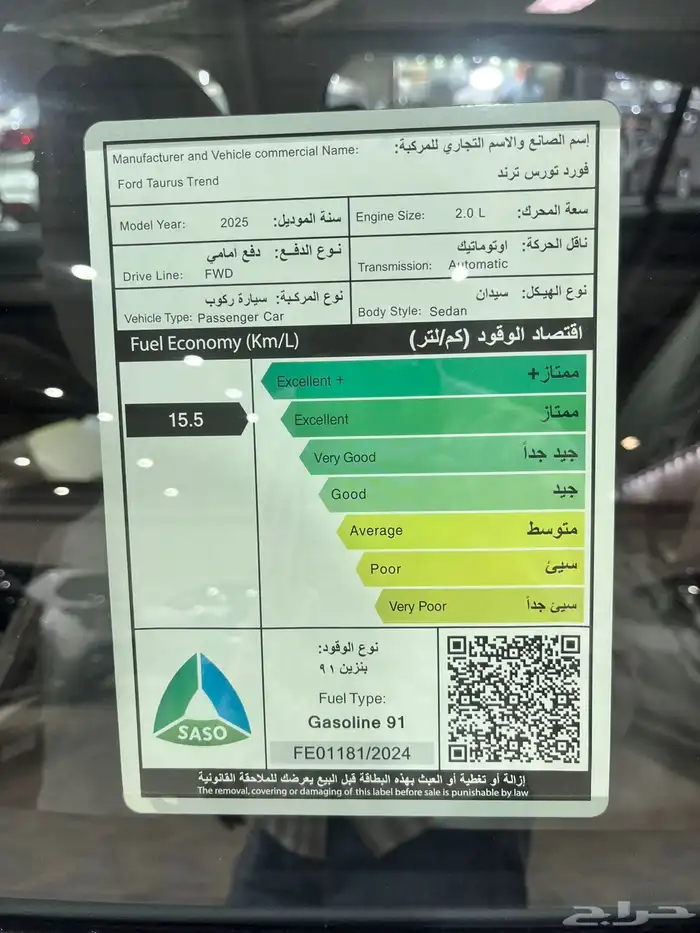 إسم الصانع والاسم التجاري للمركبة:
Manufacturer and Vehicle commercial Name:
فورد تورس ترند
Ford Taurus Trend
Model Year: 2025 سنة الموديل:
Engine Size: 2.0 L سعة المحرك:
نوع الدفع: دفع امامي
Drive Line: FWD
ناقل الحركة: اوتوماتيك
Transmission: Automatic
نوع المركبة: سيارة ركوب
Vehicle Type: Passenger Car
نوع الهيكل: سيدان
Body Style: Sedan
Fuel Economy (Km/L) اقتصاد الوقود (كم/لتر)
Excellent + ممتاز+
15.5
Excellent ممتاز
Very Good جيد جداً
Good جيد
Average متوسط
Poor سيئ
Very Poor سيئ جداً
SASO
نوع الوقود:
بنزين ٩١
Fuel Type:
Gasoline 91
FE01181/2024
إزالة أو تغطية أو العبث بهذه البطاقة قبل البيع يعرضك للملاحقة القانونية
The removal, covering or damaging of this label before sale is punishable by law
حراج